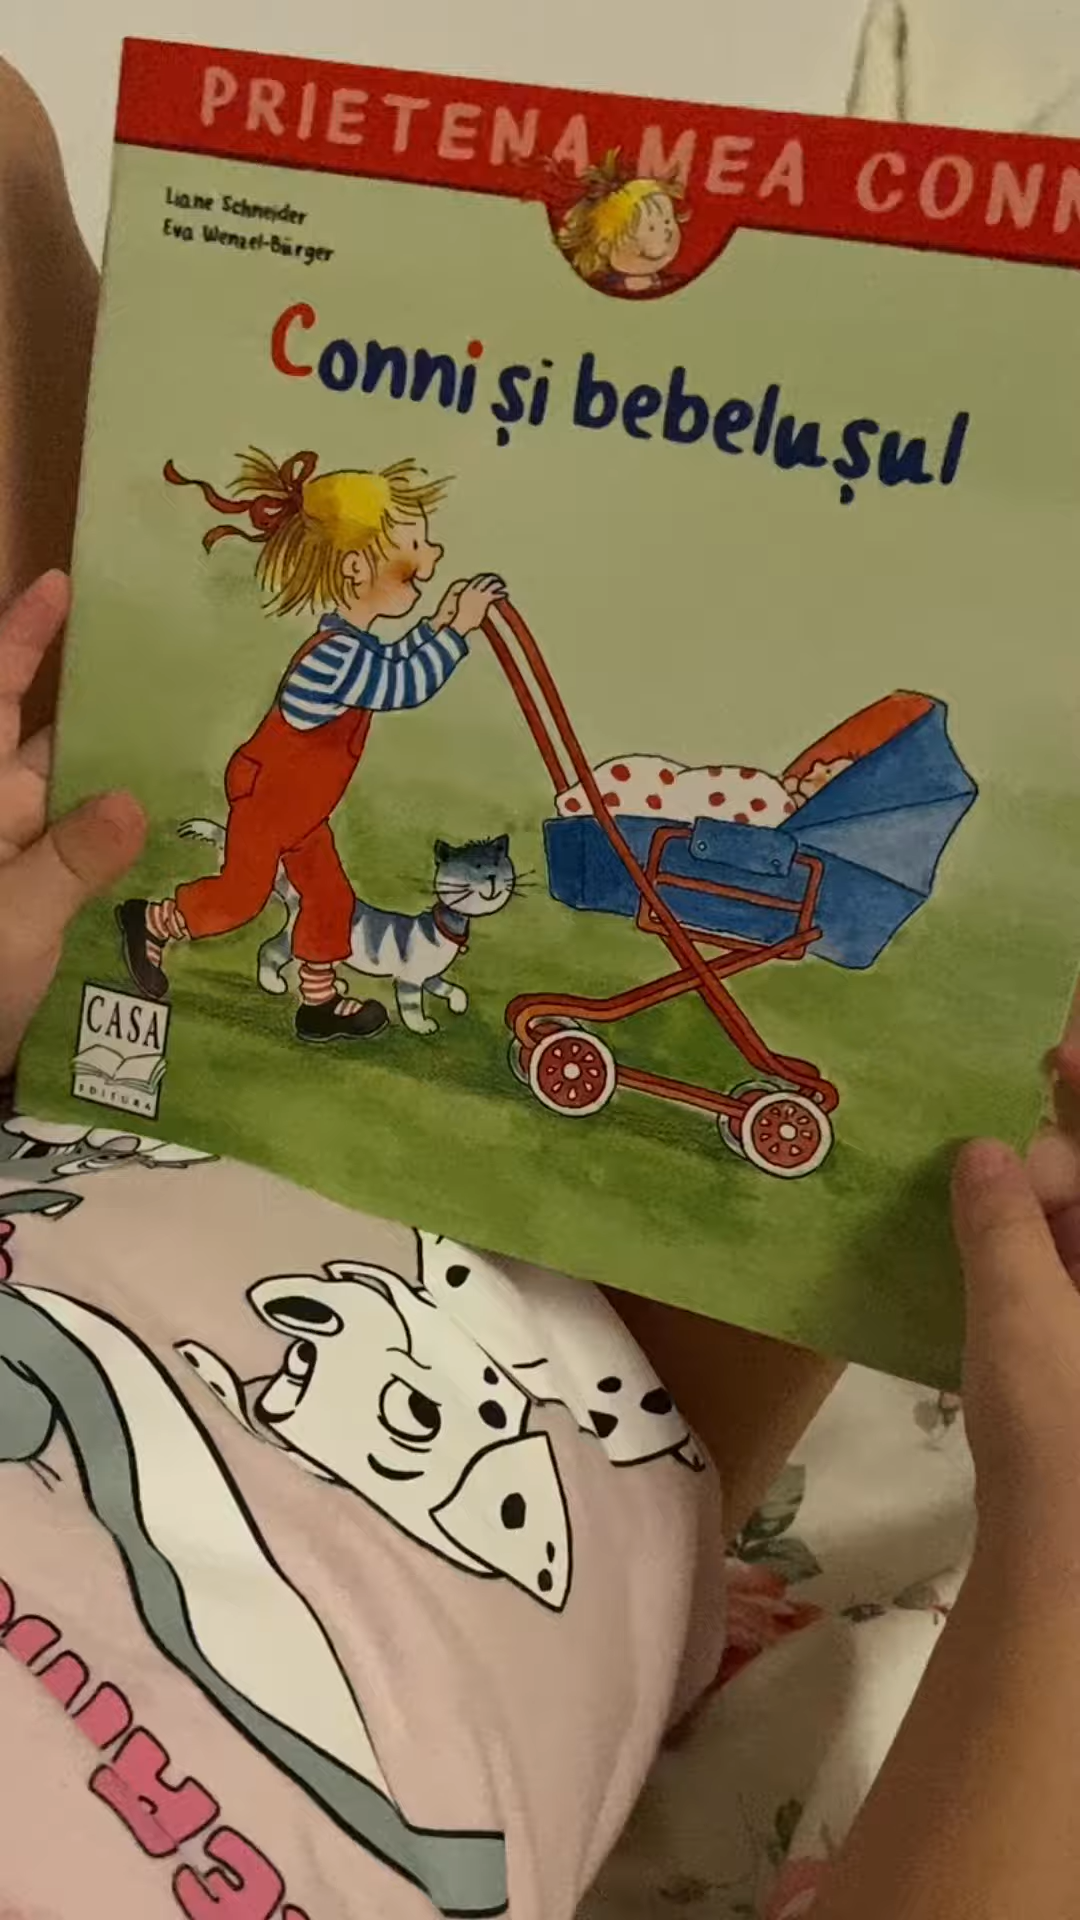 PRIETENA MEA CONN
Liane Schneider
Eva Wenzel-Bürger
Conni și bebelușul
CASA
EDITURA